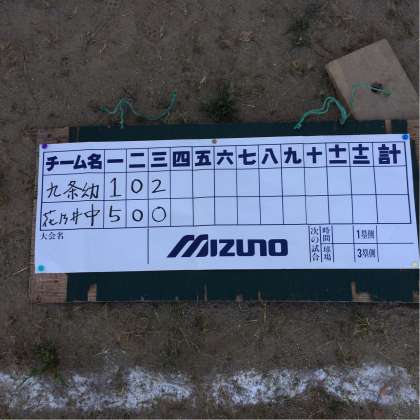 チーム名 一 二 三 四 五 六 七 八 九 十 十一 十二 計
九条幼 1 0 2
花乃井中 5 0 0
大会名 MIZUNO 次の試合 時間 球場 1塁側 3塁側